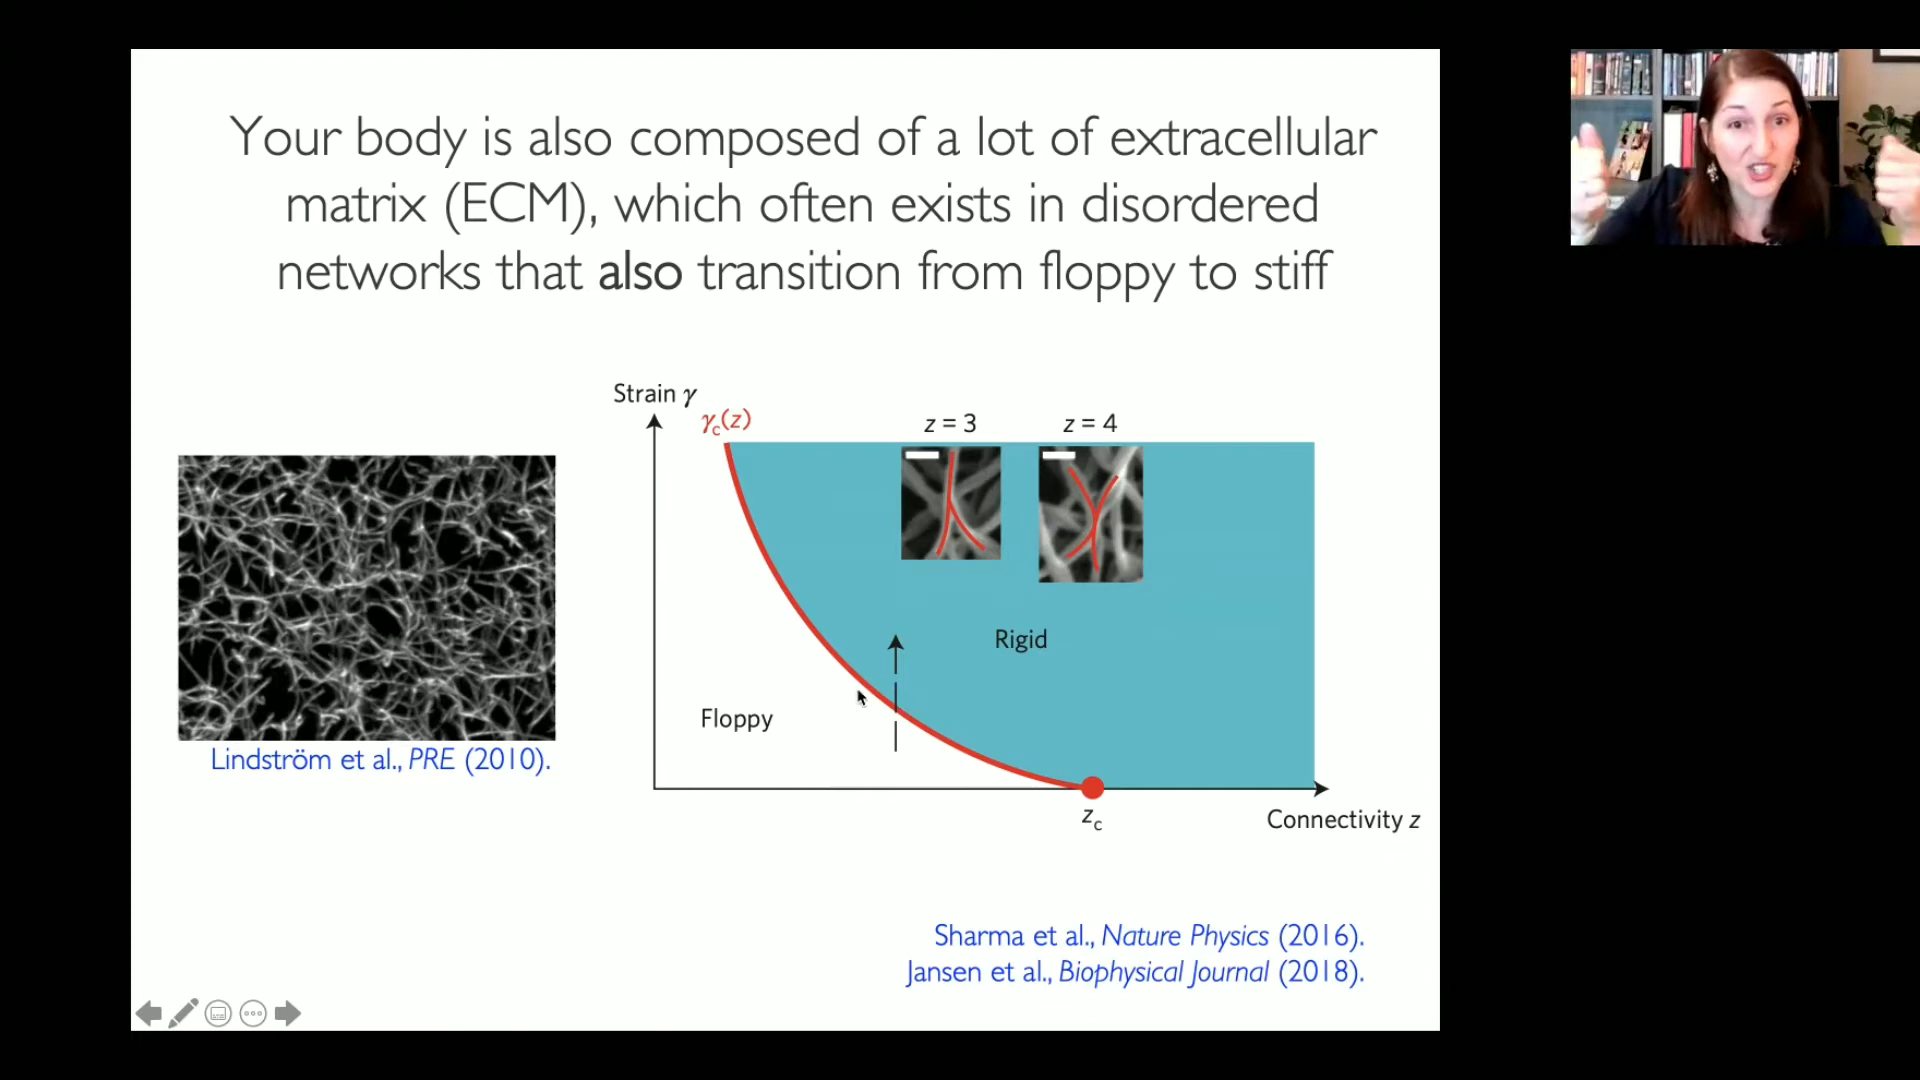 Your body is also composed of a lot of extracellular
matrix (ECM), which often exists in disordered
networks that also transition from floppy to stiff
Strain γ
γc(z)
z = 3
z = 4
Rigid
Floppy
Lindström et al., PRE (2010).
zc
Connectivity z
Sharma et al., Nature Physics (2016).
Jansen et al., Biophysical Journal (2018).